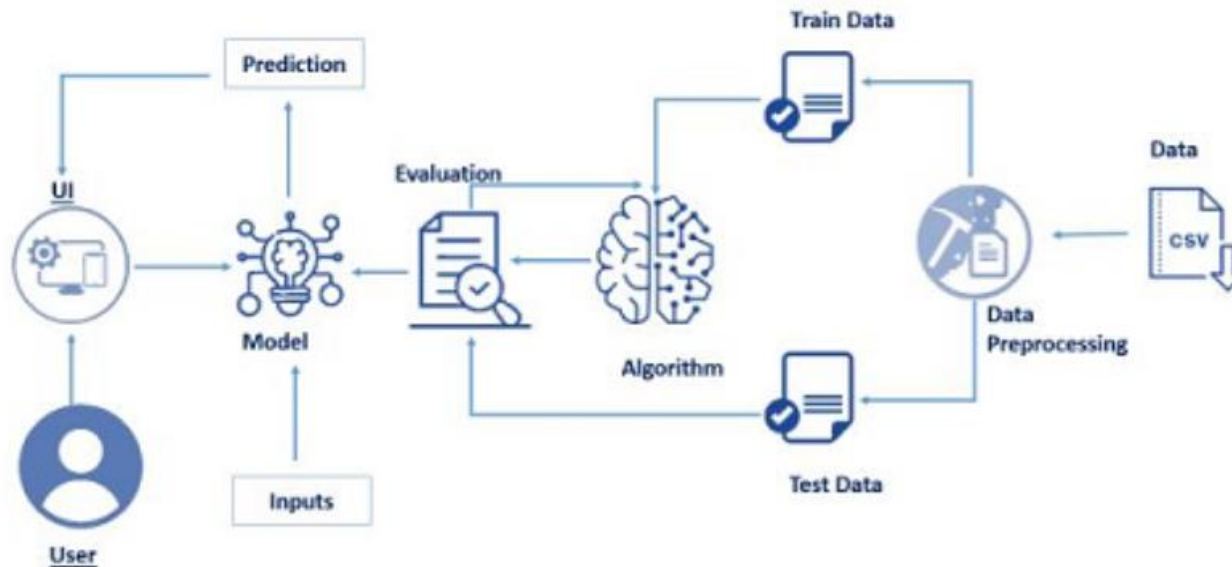 Train Data
Prediction
Data
Evaluation
UI
CSV
Model
Data
Preprocessing
Algorithm
Inputs
Test Data
User